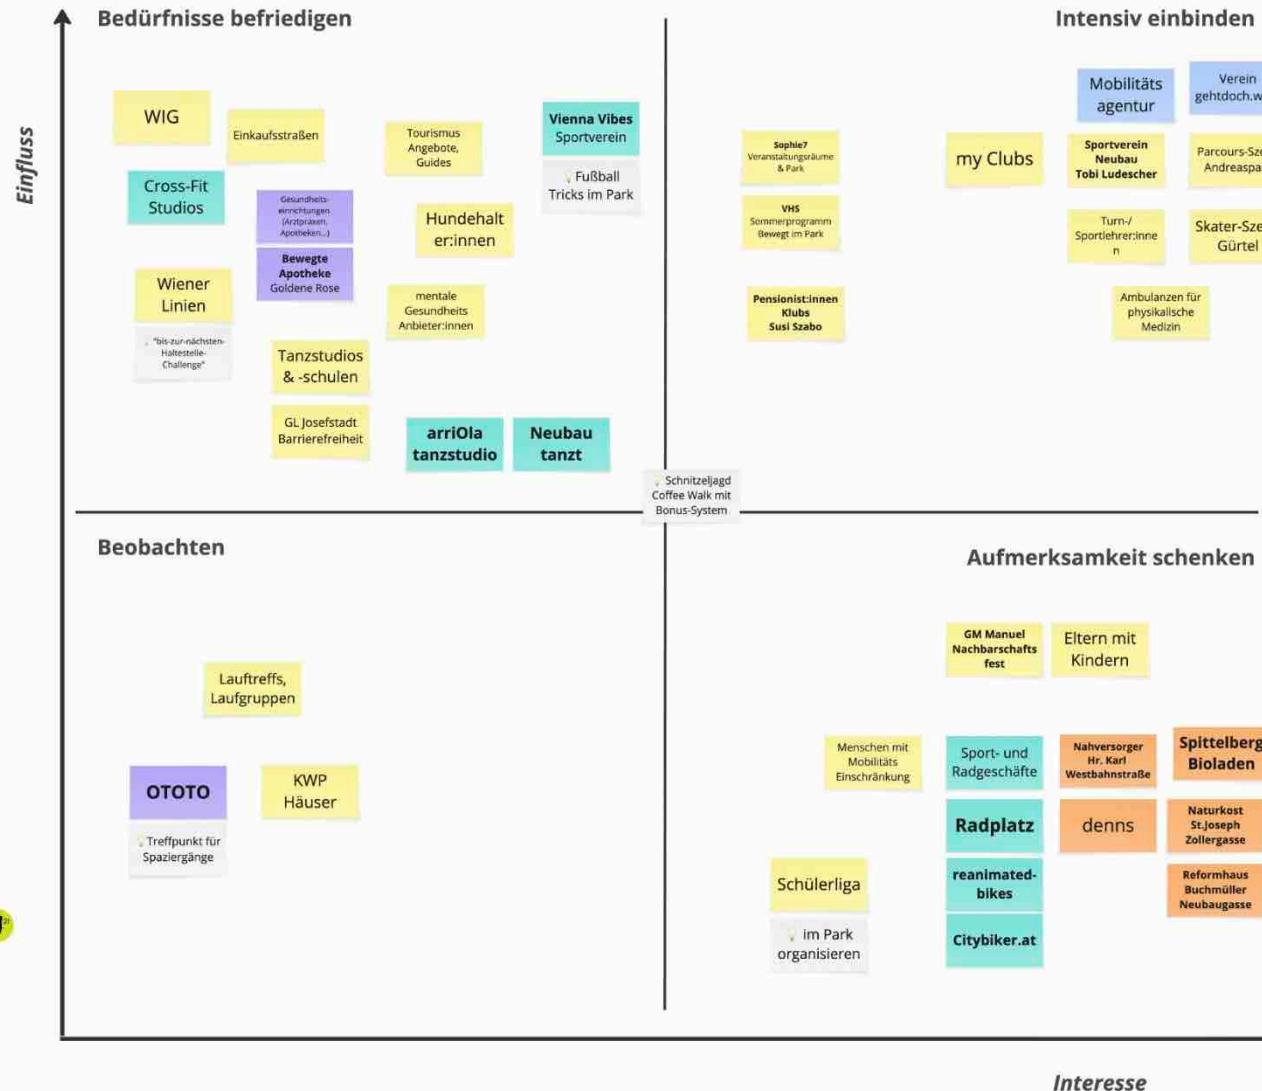 Bedürfnisse befriedigen
Intensiv einbinden
Einfluss
WIG
Einkaufsstraßen
Tourismus
Angebote,
Guides
Vienna Vibes
Sportverein
Fußball
Tricks im Park
Cross-Fit
Studios
Gesundheits-
einrichtungen
(Arztpraxen,
Apotheken...)
Hundehalt
er:innen
Bewegte
Apotheke
Goldene Rose
Wiener
Linien
"bis-zur-nächsten-
Haltestelle-
Challenge"
mentale
Gesundheits
Anbieter:innen
Tanzstudios
& -schulen
GL Josefstadt
Barrierefreiheit
arriOla
tanzstudio
Neubau
tanzt
Mobilitäts
agentur
Verein
gehtdoch.w
Sophie7
Veranstaltungsräume
& Park
my Clubs
Sportverein
Neubau
Tobi Ludescher
Parcours-Sze
Andreaspa
VHS
Sommerprogramm
Bewegt im Park
Turn-/
Sportlehrer:inne
n
Skater-Sze
Gürtel
Pensionist:innen
Klubs
Susi Szabo
Ambulanzen für
physikalische
Medizin
Schnitzeljagd
Coffee Walk mit
Bonus-System
Beobachten
Aufmerksamkeit schenken
Lauftreffs,
Laufgruppen
OTOTO
KWP
Häuser
Treffpunkt für
Spaziergänge
GM Manuel
Nachbarschafts
fest
Eltern mit
Kindern
Menschen mit
Mobilitäts
Einschränkung
Sport- und
Radgeschäfte
Nahversorger
Hr. Karl
Westbahnstraße
Spittelberg
Bioladen
Radplatz
denns
Naturkost
St.Joseph
Zollergasse
Schülerliga
reanimated-
bikes
Reformhaus
Buchmüller
Neubaugasse
im Park
organisieren
Citybiker.at
Interesse